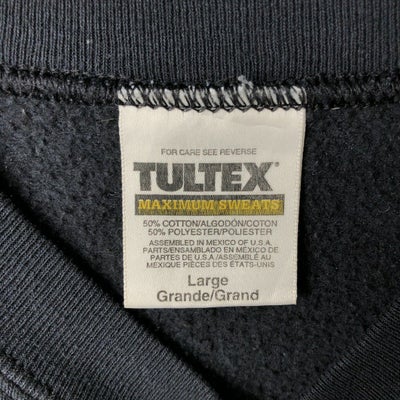 FOR CARE SEE REVERSE
TULTEX®
MAXIMUM SWEATS
50% COTTON/ALGODÓN/COTON
50% POLYESTER/POLIESTER
ASSEMBLED IN MEXICO OF U.S.A.
PARTS/ENSAMBLADO EN MÉXICO DE
PARTES DE U.S.A./ASSEMBLÉ AU
MEXIQUE PIÈCES DES ÉTATS-UNIS
Large
Grande/Grand